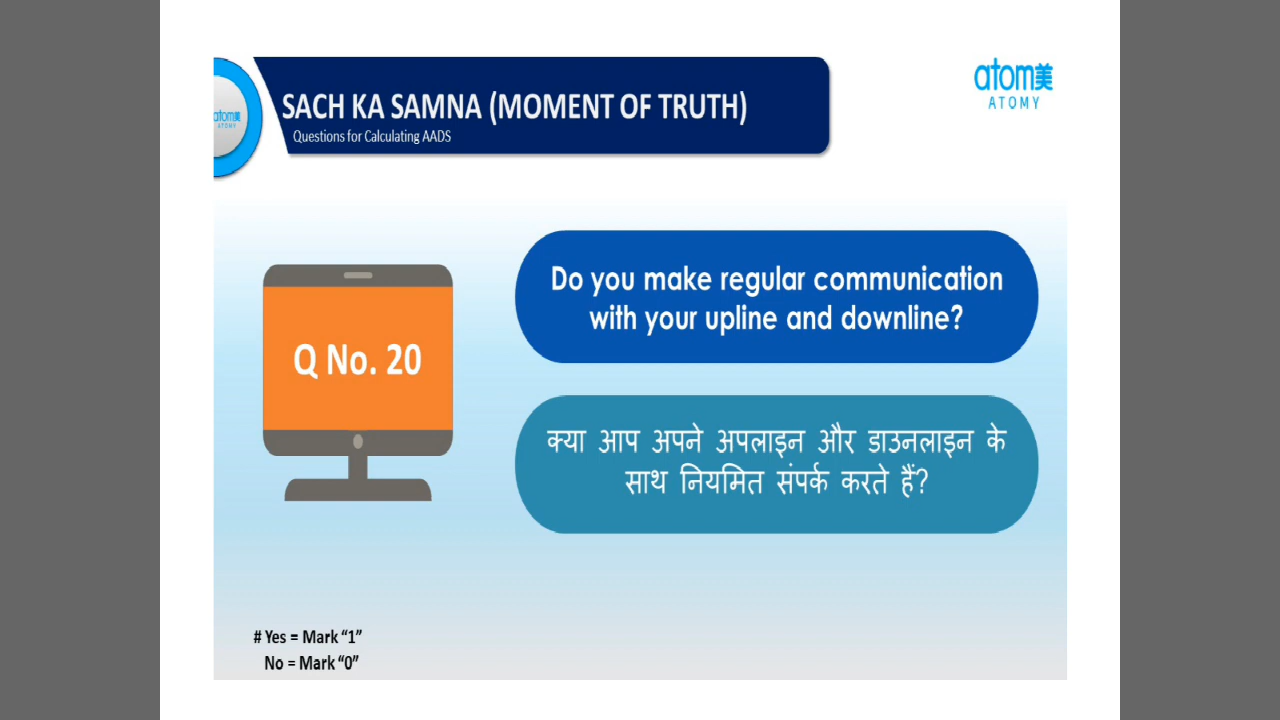 SACH KA SAMNA (MOMENT OF TRUTH)
Questions for Calculating AADS
atom美
ATOMY
atom美
ATOMY
Do you make regular communication
with your upline and downline?
Q No. 20
क्या आप अपने अपलाइन और डाउनलाइन के
साथ नियमित संपर्क करते हैं?
# Yes = Mark “1”
No = Mark “0”